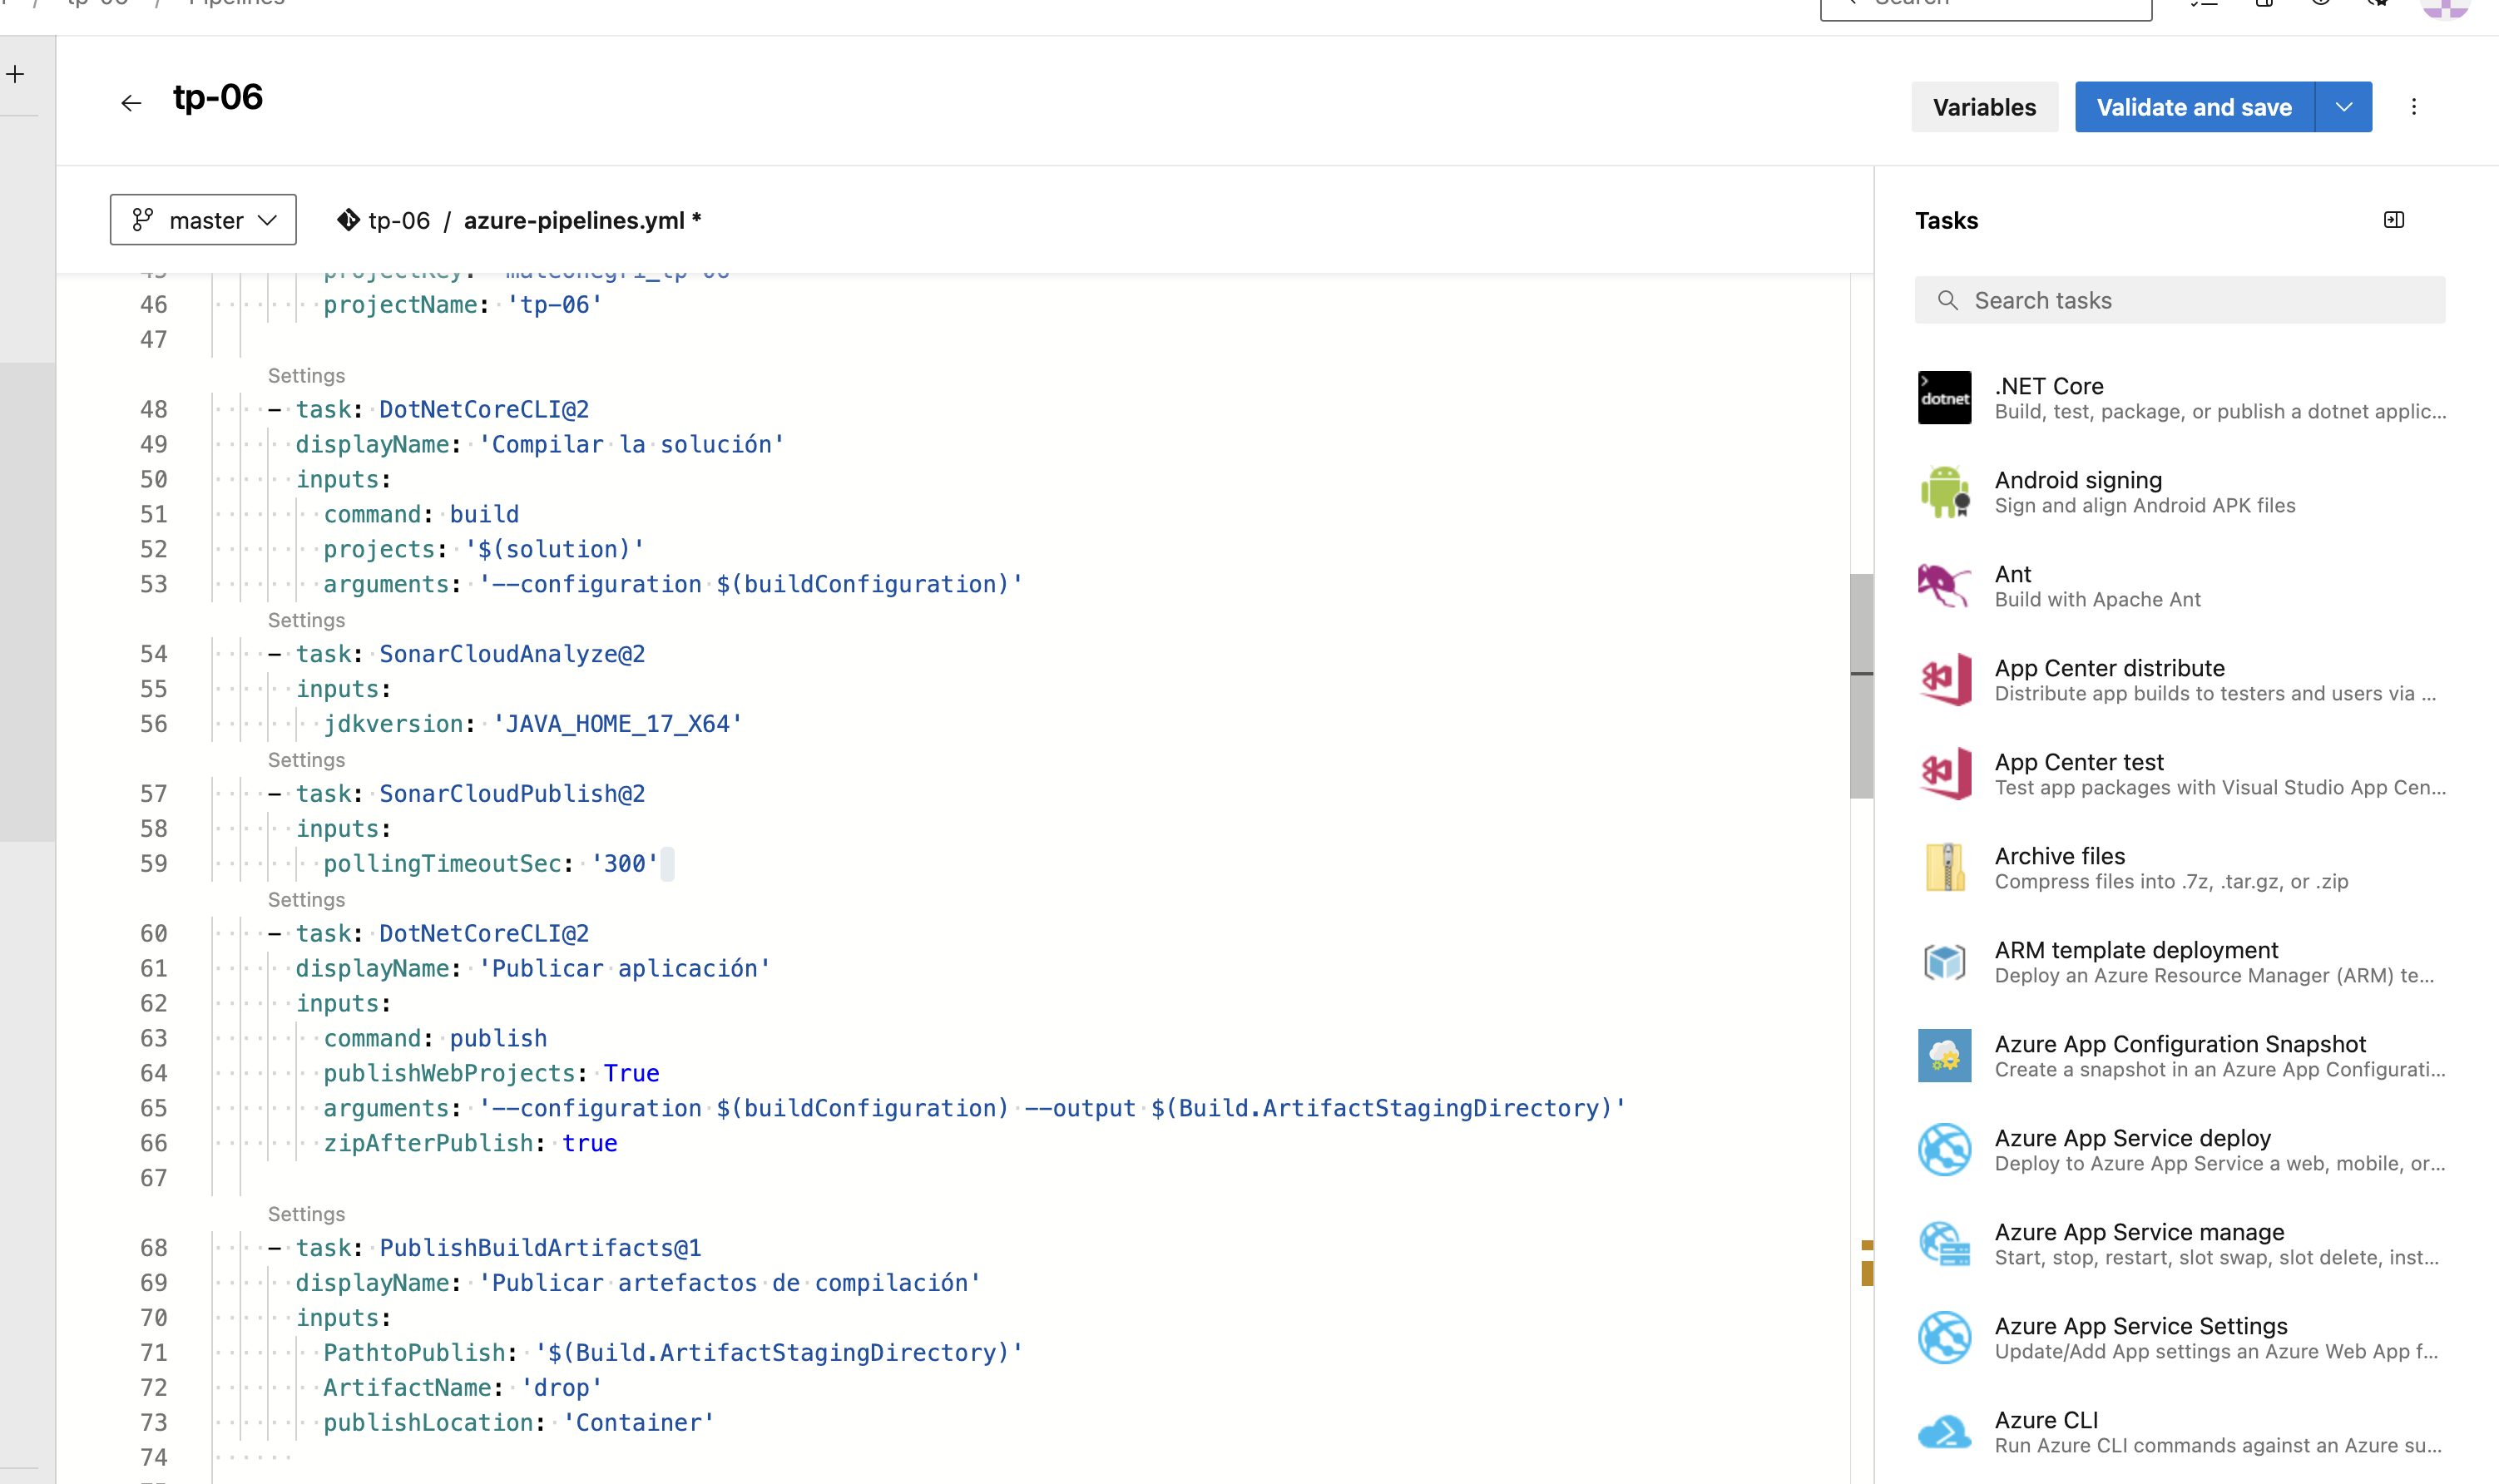 / tp-06 / Pipelines
Search
tp-06
Variables
Validate and save
master
tp-06 / azure-pipelines.yml *
46 projectName: 'tp-06'
47
Settings
48 - task: DotNetCoreCLI@2
49 displayName: 'Compilar la solución'
50 inputs:
51 command: build
52 projects: '$(solution)'
53 arguments: '--configuration $(buildConfiguration)'
Settings
54 - task: SonarCloudAnalyze@2
55 inputs:
56 jdkversion: 'JAVA_HOME_17_X64'
Settings
57 - task: SonarCloudPublish@2
58 inputs:
59 pollingTimeoutSec: '300'
Settings
60 - task: DotNetCoreCLI@2
61 displayName: 'Publicar aplicación'
62 inputs:
63 command: publish
64 publishWebProjects: True
65 arguments: '--configuration $(buildConfiguration) --output $(Build.ArtifactStagingDirectory)'
66 zipAfterPublish: true
67
Settings
68 - task: PublishBuildArtifacts@1
69 displayName: 'Publicar artefactos de compilación'
70 inputs:
71 PathtoPublish: '$(Build.ArtifactStagingDirectory)'
72 ArtifactName: 'drop'
73 publishLocation: 'Container'
74
Tasks
Search tasks
dotnet
.NET Core
Build, test, package, or publish a dotnet applic...
Android signing
Sign and align Android APK files
Ant
Build with Apache Ant
App Center distribute
Distribute app builds to testers and users via ...
App Center test
Test app packages with Visual Studio App Cen...
Archive files
Compress files into .7z, .tar.gz, or .zip
ARM template deployment
Deploy an Azure Resource Manager (ARM) te...
Azure App Configuration Snapshot
Create a snapshot in an Azure App Configurati...
Azure App Service deploy
Deploy to Azure App Service a web, mobile, or...
Azure App Service manage
Start, stop, restart, slot swap, slot delete, inst...
Azure App Service Settings
Update/Add App settings an Azure Web App f...
Azure CLI
Run Azure CLI commands against an Azure su...